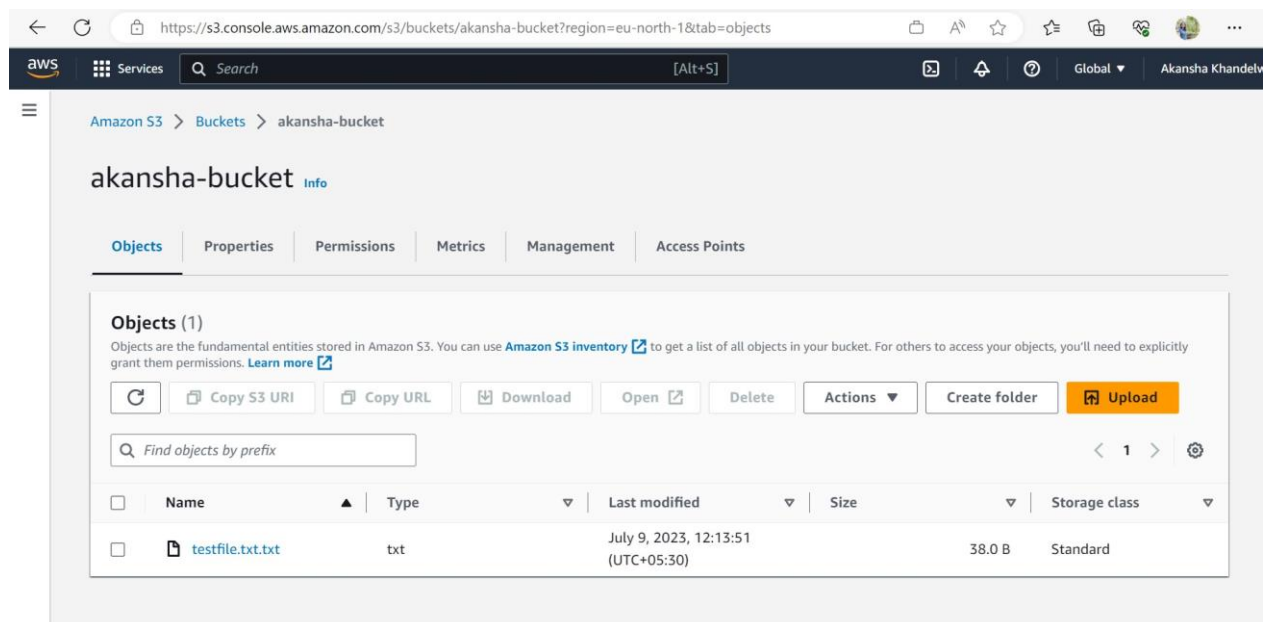 https://s3.console.aws.amazon.com/s3/buckets/akansha-bucket?region=eu-north-1&tab=objects
aws Services Search [Alt+S] Global ▼ Akansha Khandelw
Amazon S3 > Buckets > akansha-bucket
akansha-bucket Info
Objects Properties Permissions Metrics Management Access Points
Objects (1)
Objects are the fundamental entities stored in Amazon S3. You can use Amazon S3 inventory to get a list of all objects in your bucket. For others to access your objects, you'll need to explicitly
grant them permissions. Learn more
Copy S3 URI Copy URL Download Open Delete Actions ▼ Create folder Upload
Find objects by prefix < 1 >
Name ▲ Type Last modified Size Storage class
testfile.txt.txt txt July 9, 2023, 12:13:51 38.0 B Standard
(UTC+05:30)